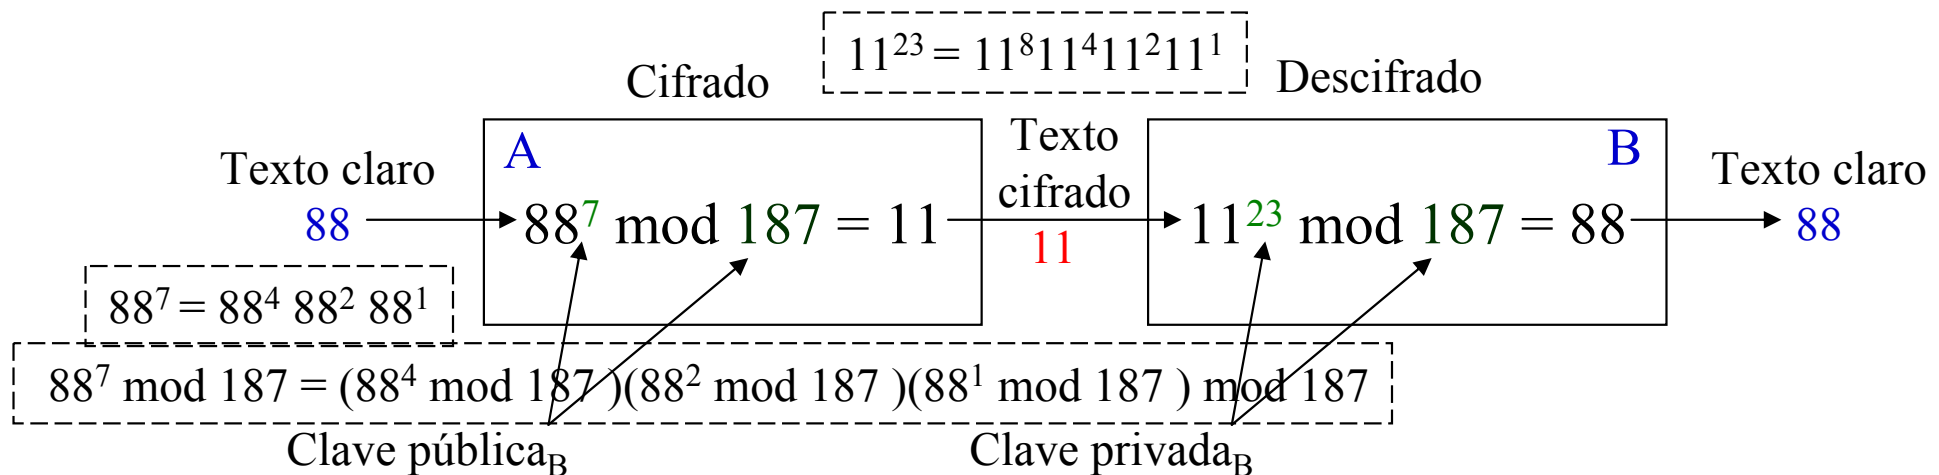 11²³ = 11⁸11⁴11²11¹
Cifrado
Descifrado
A
Texto
cifrado
11
B
Texto claro
88
88⁷ mod 187 = 11
11²³ mod 187 = 88
Texto claro
88
88⁷ = 88⁴ 88² 88¹
88⁷ mod 187 = (88⁴ mod 187 )(88² mod 187 )(88¹ mod 187 ) mod 187
Clave pública_B
Clave privada_B